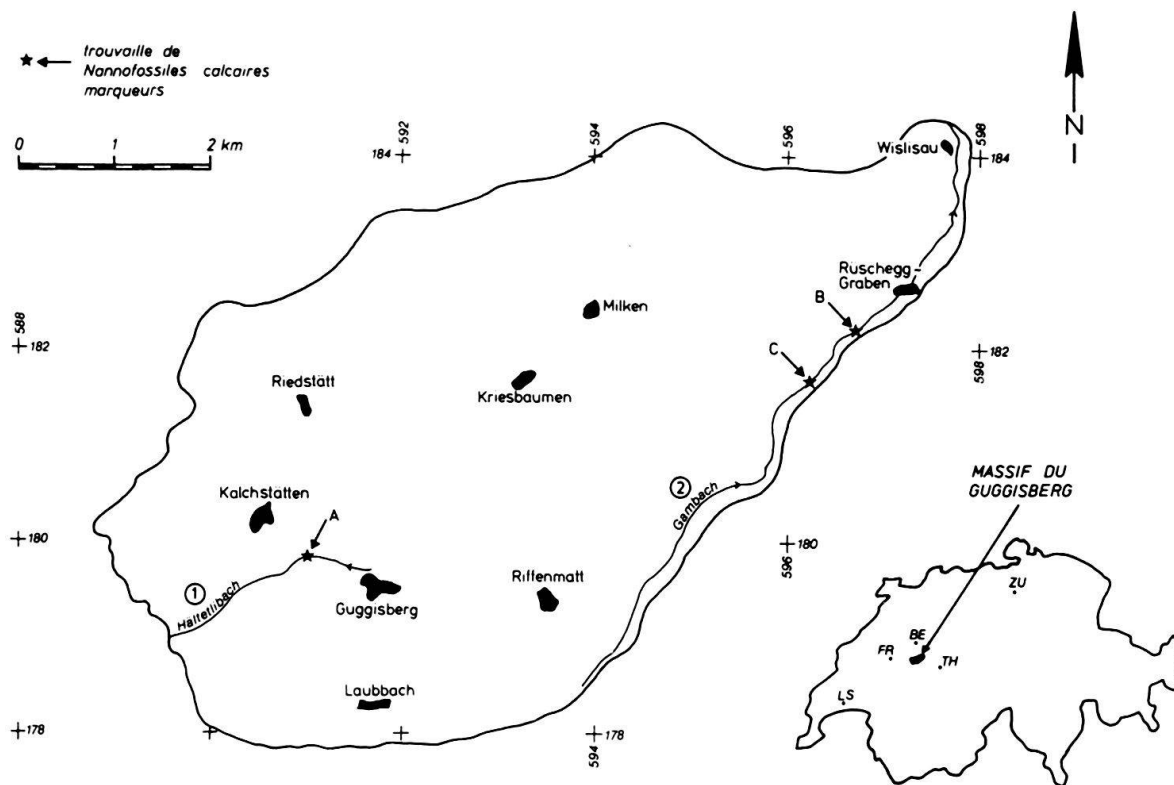 trouvaille de
Nannofossiles calcaires
marqueurs
0 1 2 km
N
592
184
594
596
598
184
Wislisau
Rüschegg-
Graben
B
Milken
588
182
C
182
598
Riedstätt
Kriesbaumen
Kalchstätten
A
2
Gambach
MASSIF DU
GUGGISBERG
180
180
596
1
Haltetlibach
Guggisberg
Riffenmatt
ZU
BE
FR
TH
LS
Laubbach
178
178
594